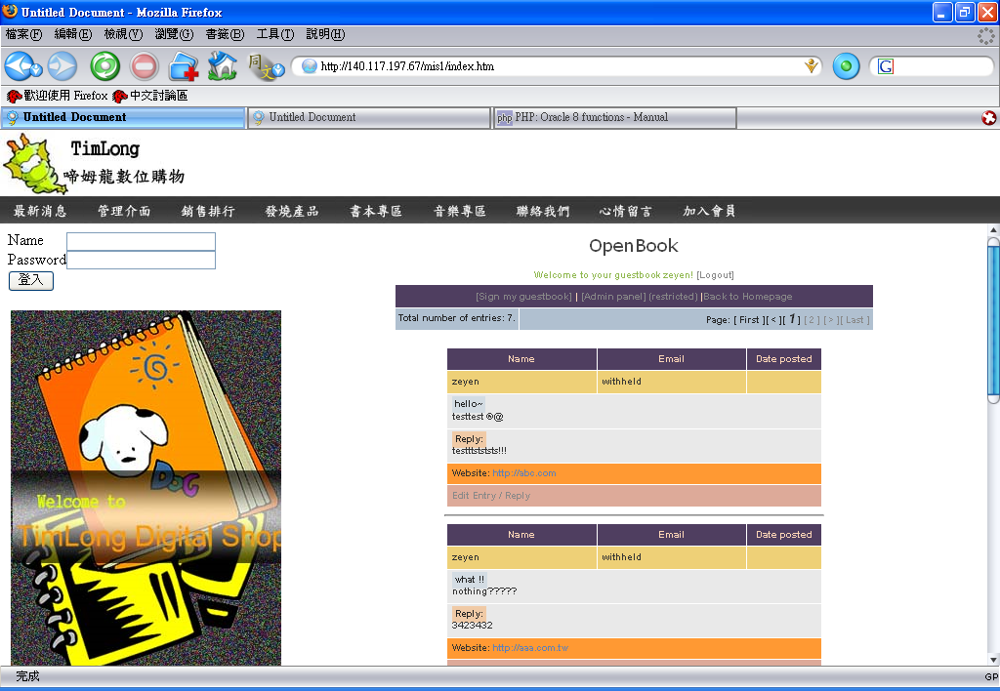 Untitled Document - Mozilla Firefox
檔案(F) 編輯(E) 檢視(V) 瀏覽(G) 書籤(B) 工具(T) 說明(H)
http://140.117.197.67/mis1/index.htm
G
歡迎使用 Firefox 中文討論區
Untitled Document
Untitled Document
php PHP: Oracle 8 functions - Manual
TimLong
啼姆龍數位購物
最新消息 管理介面 銷售排行 發燒產品 書本專區 音樂專區 聯絡我們 心情留言 加入會員
Name
Password
登入
DOG
Welcome to
TimLong Digital Shop
OpenBook
Welcome to your guestbook zeyen! [Logout]
[Sign my guestbook] | [Admin panel] (restricted) |Back to Homepage
Total number of entries: 7.
Page: [ First ][ < ][ 1 ] [ 2 ] [ > ][ Last ]
Name Email Date posted
zeyen withheld
hello~
testtest ®@
Reply:
testttstststs!!!
Website: http://abc.com
Edit Entry / Reply
Name Email Date posted
zeyen withheld
what !!
nothing?????
Reply:
3423432
Website: http://aaa.com.tw
完成
GP